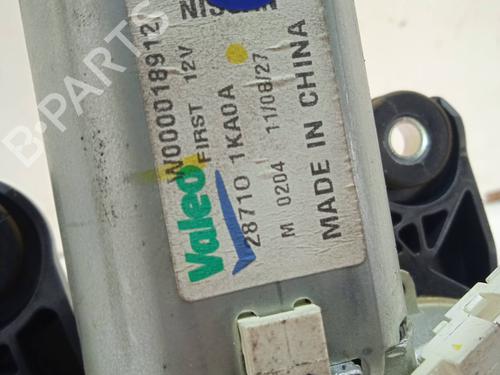 NISSAN
W000018912
FIRST 12V
Valeo
28710 1KA0A
M 0204 11/08/27
MADE IN CHINA
B-PARTS